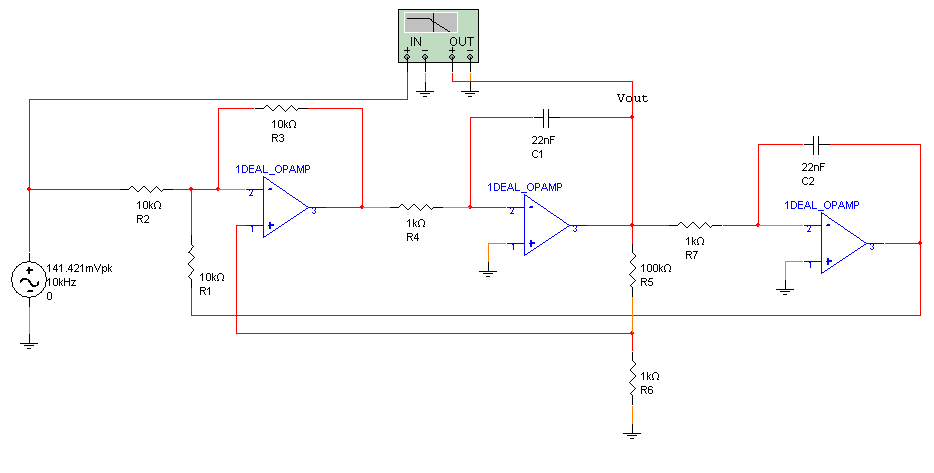 IN OUT
+ - + -
Vout
10kΩ
R3
22nF
C1
22nF
C2
1DEAL_OPAMP
2
-
3
+
1
10kΩ
R2
1kΩ
R4
1DEAL_OPAMP
2
-
3
+
1
1kΩ
R7
1DEAL_OPAMP
2
-
3
+
1
141.421mVpk
10kHz
0
10kΩ
R1
100kΩ
R5
1kΩ
R6